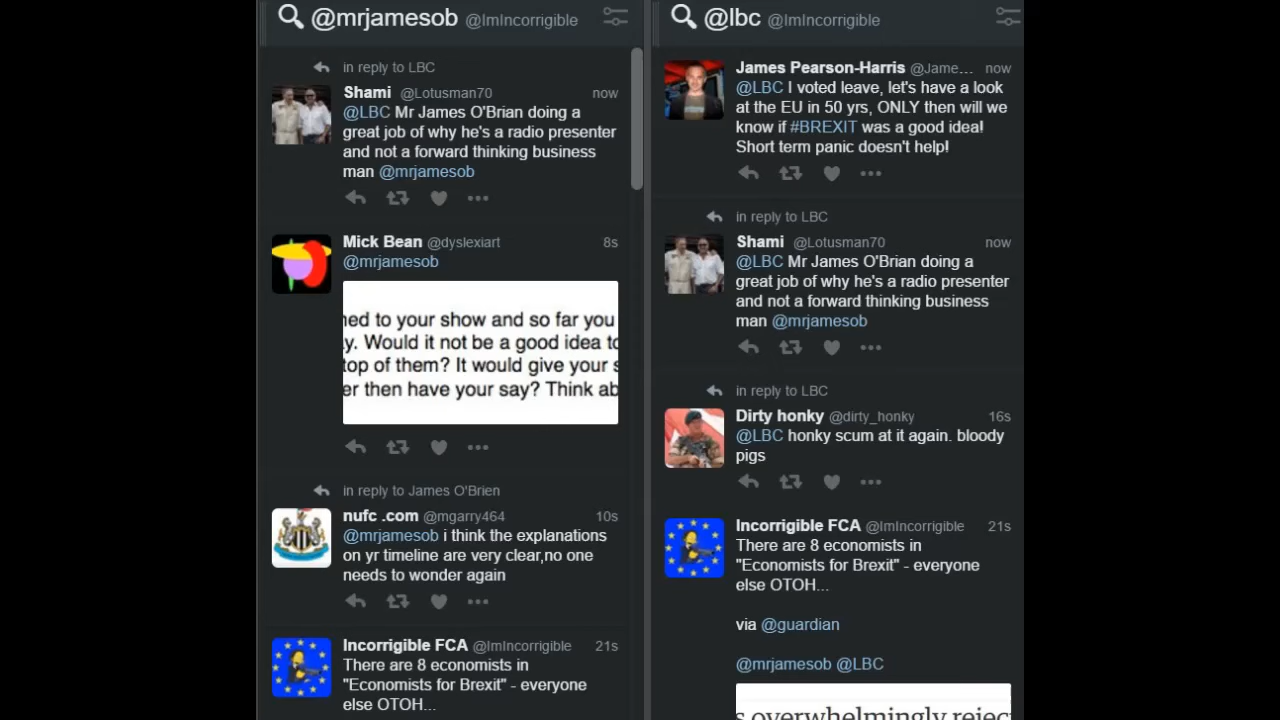 @mrjamesob @ImIncorrigible
in reply to LBC
Shami @Lotusman70 now
@LBC Mr James O'Brian doing a
great job of why he's a radio presenter
and not a forward thinking business
man @mrjamesob
Mick Bean @dyslexiart 8s
@mrjamesob
ned to your show and so far you
y. Would it not be a good idea to
top of them? It would give your s
er then have your say? Think ab
in reply to James O'Brien
nufc .com @mgarry464 10s
@mrjamesob i think the explanations
on yr timeline are very clear,no one
needs to wonder again
Incorrigible FCA @ImIncorrigible 21s
There are 8 economists in
"Economists for Brexit" - everyone
else OTOH...
@lbc @ImIncorrigible
James Pearson-Harris @Jame... now
@LBC I voted leave, let's have a look
at the EU in 50 yrs, ONLY then will we
know if #BREXIT was a good idea!
Short term panic doesn't help!
in reply to LBC
Shami @Lotusman70 now
@LBC Mr James O'Brian doing a
great job of why he's a radio presenter
and not a forward thinking business
man @mrjamesob
in reply to LBC
Dirty honky @dirty_honky 16s
@LBC honky scum at it again. bloody
pigs
Incorrigible FCA @ImIncorrigible 21s
There are 8 economists in
"Economists for Brexit" - everyone
else OTOH...
via @guardian
@mrjamesob @LBC
s overwhelmingly rejec